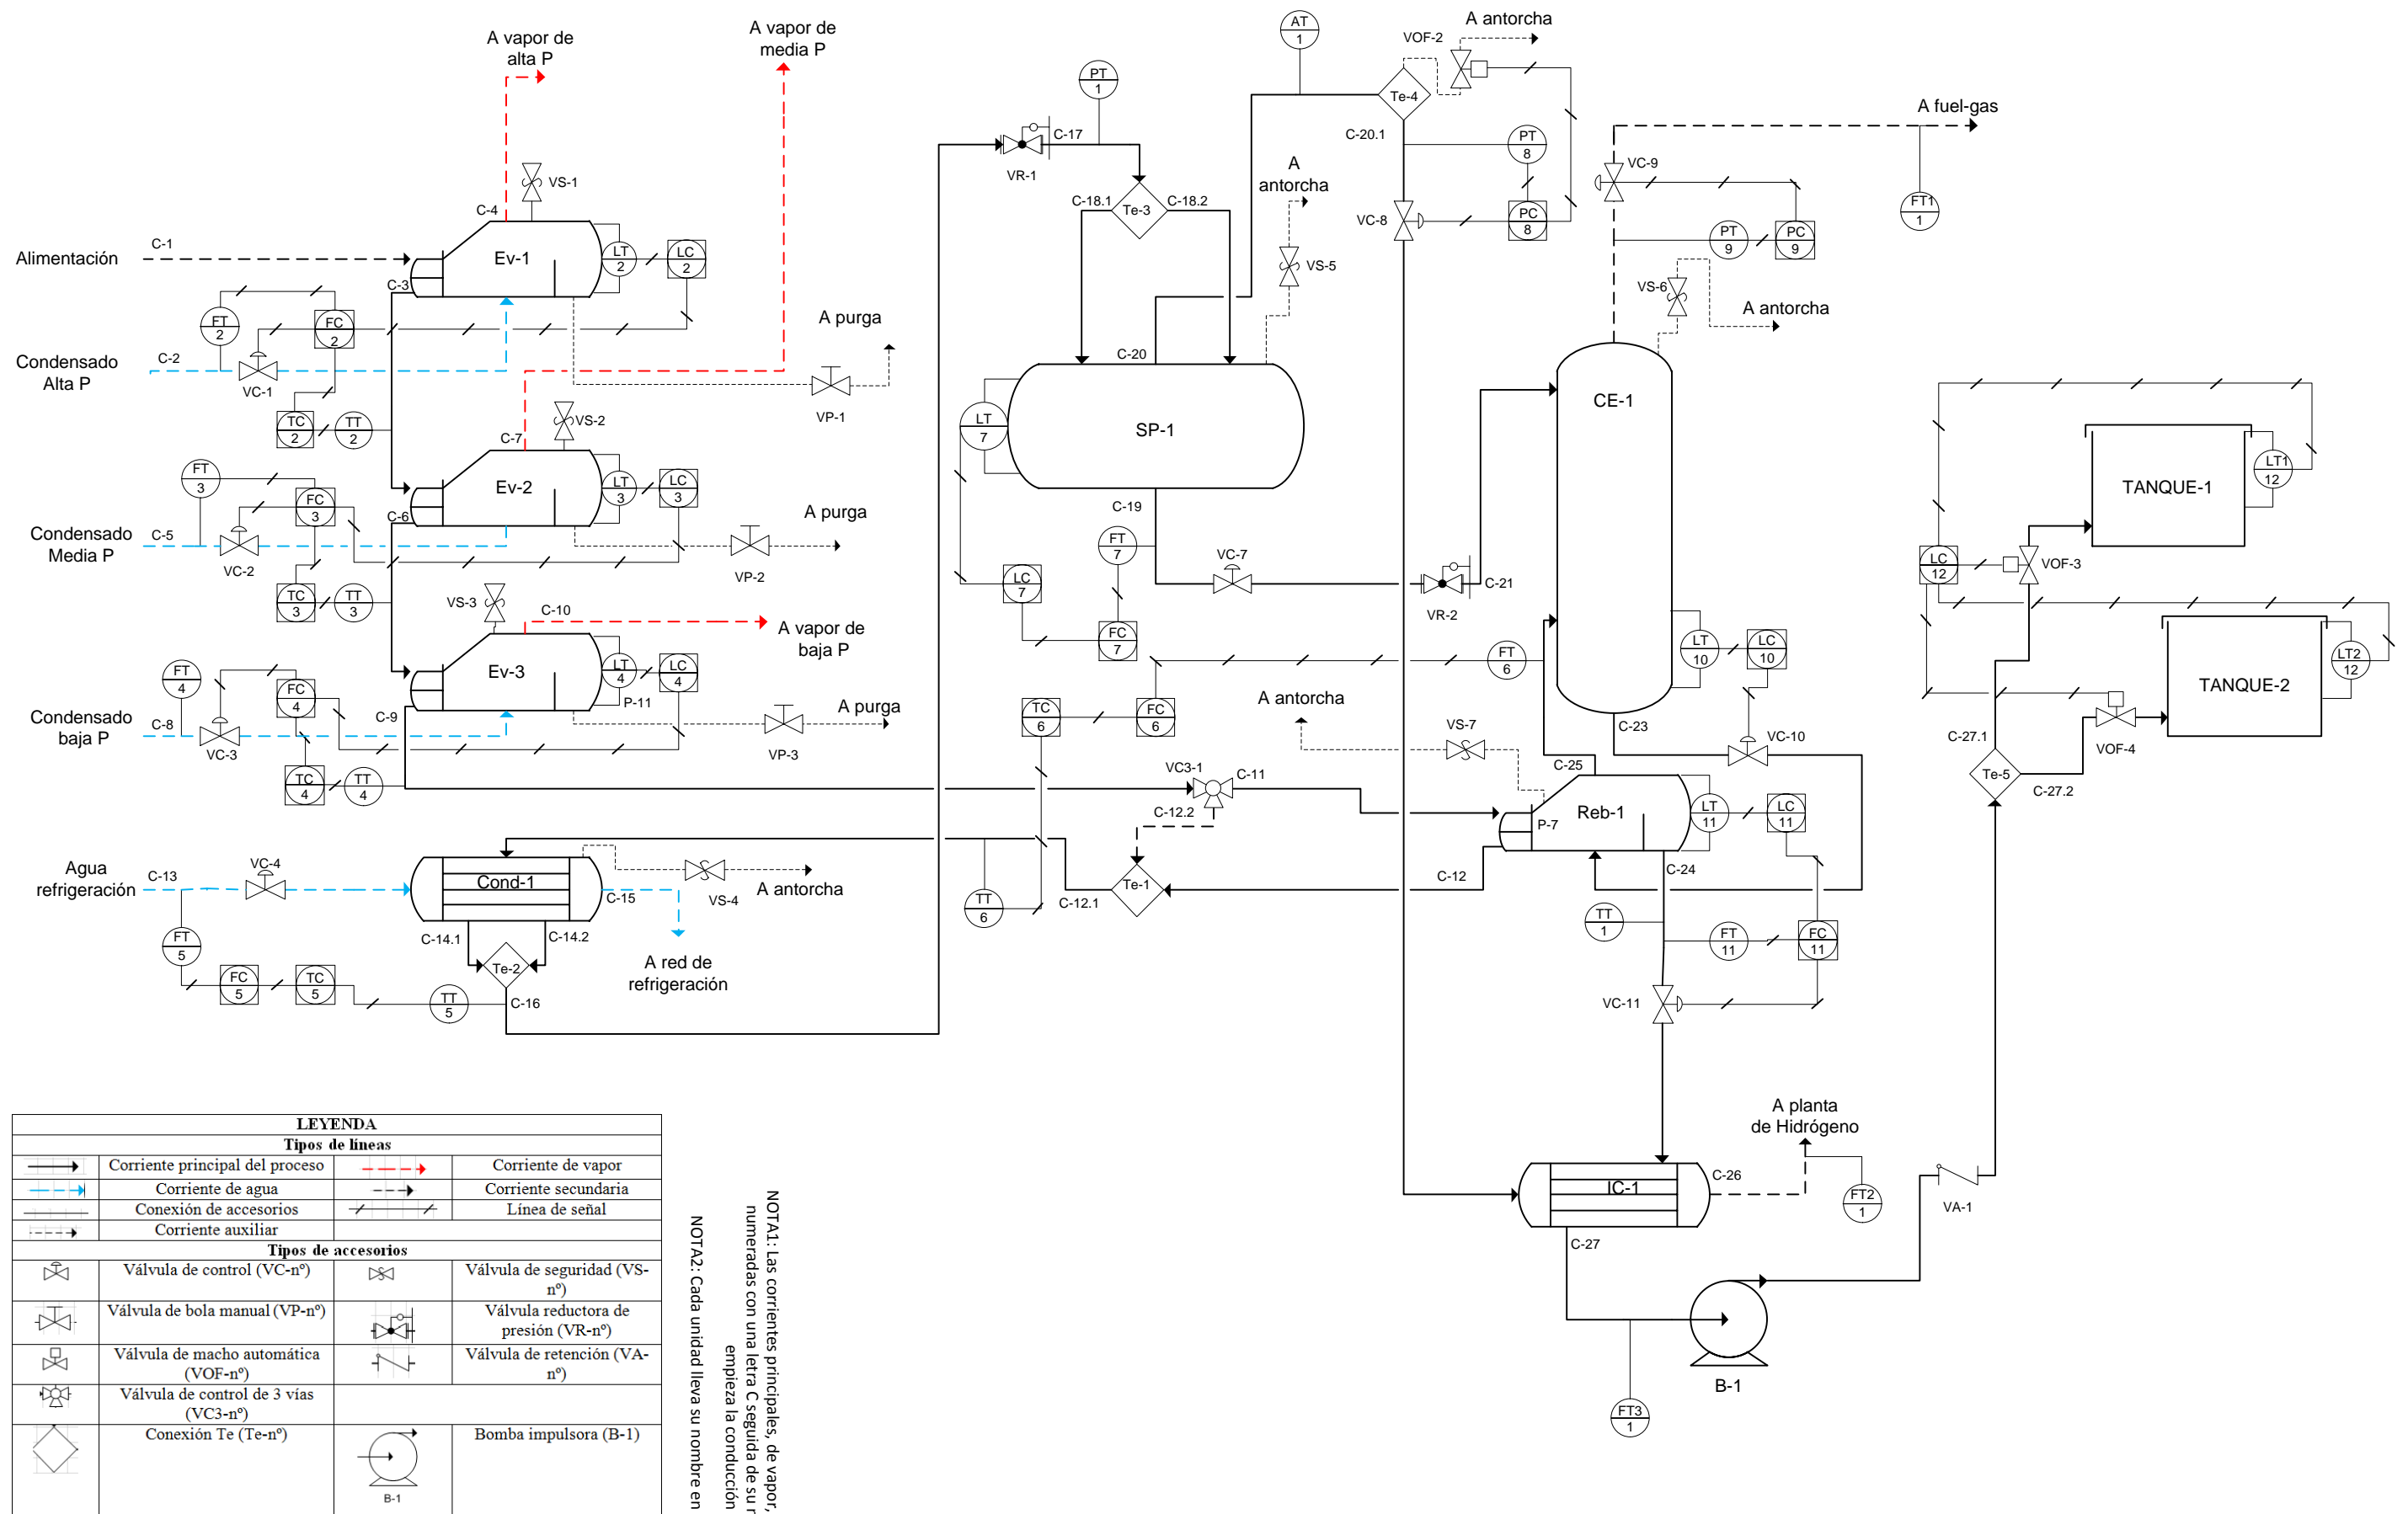 A vapor de
alta P
A vapor de
media P
VS-1
C-4
Alimentación
C-1
Ev-1
LT
2
LC
2
C-3
FT
2
FC
2
Condensado
Alta P
C-2
VC-1
TC
2
TT
2
A purga
VP-1
VS-2
C-7
FT
3
FC
3
Ev-2
LT
3
LC
3
C-6
Condensado
Media P
C-5
VC-2
A purga
VP-2
TC
3
TT
3
VS-3
C-10
A vapor de
baja P
FT
4
FC
4
Ev-3
LT
4
LC
4
P-11
C-9
Condensado
baja P
C-8
VC-3
A purga
VP-3
TC
4
TT
4
Agua
refrigeración
C-13
VC-4
Cond-1
C-15
VS-4
A antorcha
FT
5
C-14.1
C-14.2
Te-2
A red de
refrigeración
FC
5
TC
5
TT
5
C-16
PT
1
C-17
VR-1
AT
1
C-18.1
Te-3
C-18.2
A
antorcha
VS-5
C-20
LT
7
SP-1
C-19
FT
7
VC-7
LC
7
FC
7
VR-2
C-21
A antorcha
VOF-2
Te-4
C-20.1
PT
8
VC-8
PC
8
A fuel-gas
VC-9
FT1
1
PT
9
PC
9
VS-6
A antorcha
CE-1
FT
6
LT
10
LC
10
TC
6
FC
6
A antorcha
VS-7
C-23
VC-10
C-25
VC3-1
C-11
C-12.2
P-7
Reb-1
LT
11
LC
11
C-24
C-12
Te-1
C-12.1
TT
6
TT
1
FT
11
FC
11
VC-11
TANQUE-1
LT1
12
LC
12
VOF-3
TANQUE-2
LT2
12
VOF-4
C-27.1
Te-5
C-27.2
A planta
de Hidrógeno
IC-1
C-26
FT2
1
VA-1
C-27
B-1
FT3
1
LEYENDA
Tipos de líneas
Corriente principal del proceso
Corriente de vapor
Corriente de agua
Corriente secundaria
Conexión de accesorios
Línea de señal
Corriente auxiliar
Tipos de accesorios
Válvula de control (VC-nº)
Válvula de seguridad (VS-
nº)
Válvula de bola manual (VP-nº)
Válvula reductora de
presión (VR-nº)
Válvula de macho automática
(VOF-nº)
Válvula de retención (VA-
nº)
Válvula de control de 3 vías
(VC3-nº)
Conexión Te (Te-nº)
Bomba impulsora (B-1)
B-1
NOTA1: Las corrientes principales, de vapor,
numeradas con una letra C seguida de su
empieza la conducción
NOTA2: Cada unidad lleva su nombre en